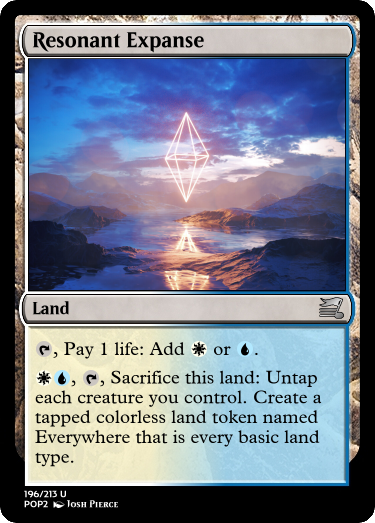 Resonant Expanse
Land
, Pay 1 life: Add or .
, , Sacrifice this land: Untap
each creature you control. Create a
tapped colorless land token named
Everywhere that is every basic land
type.
196/213 U
POP2 Josh Pierce